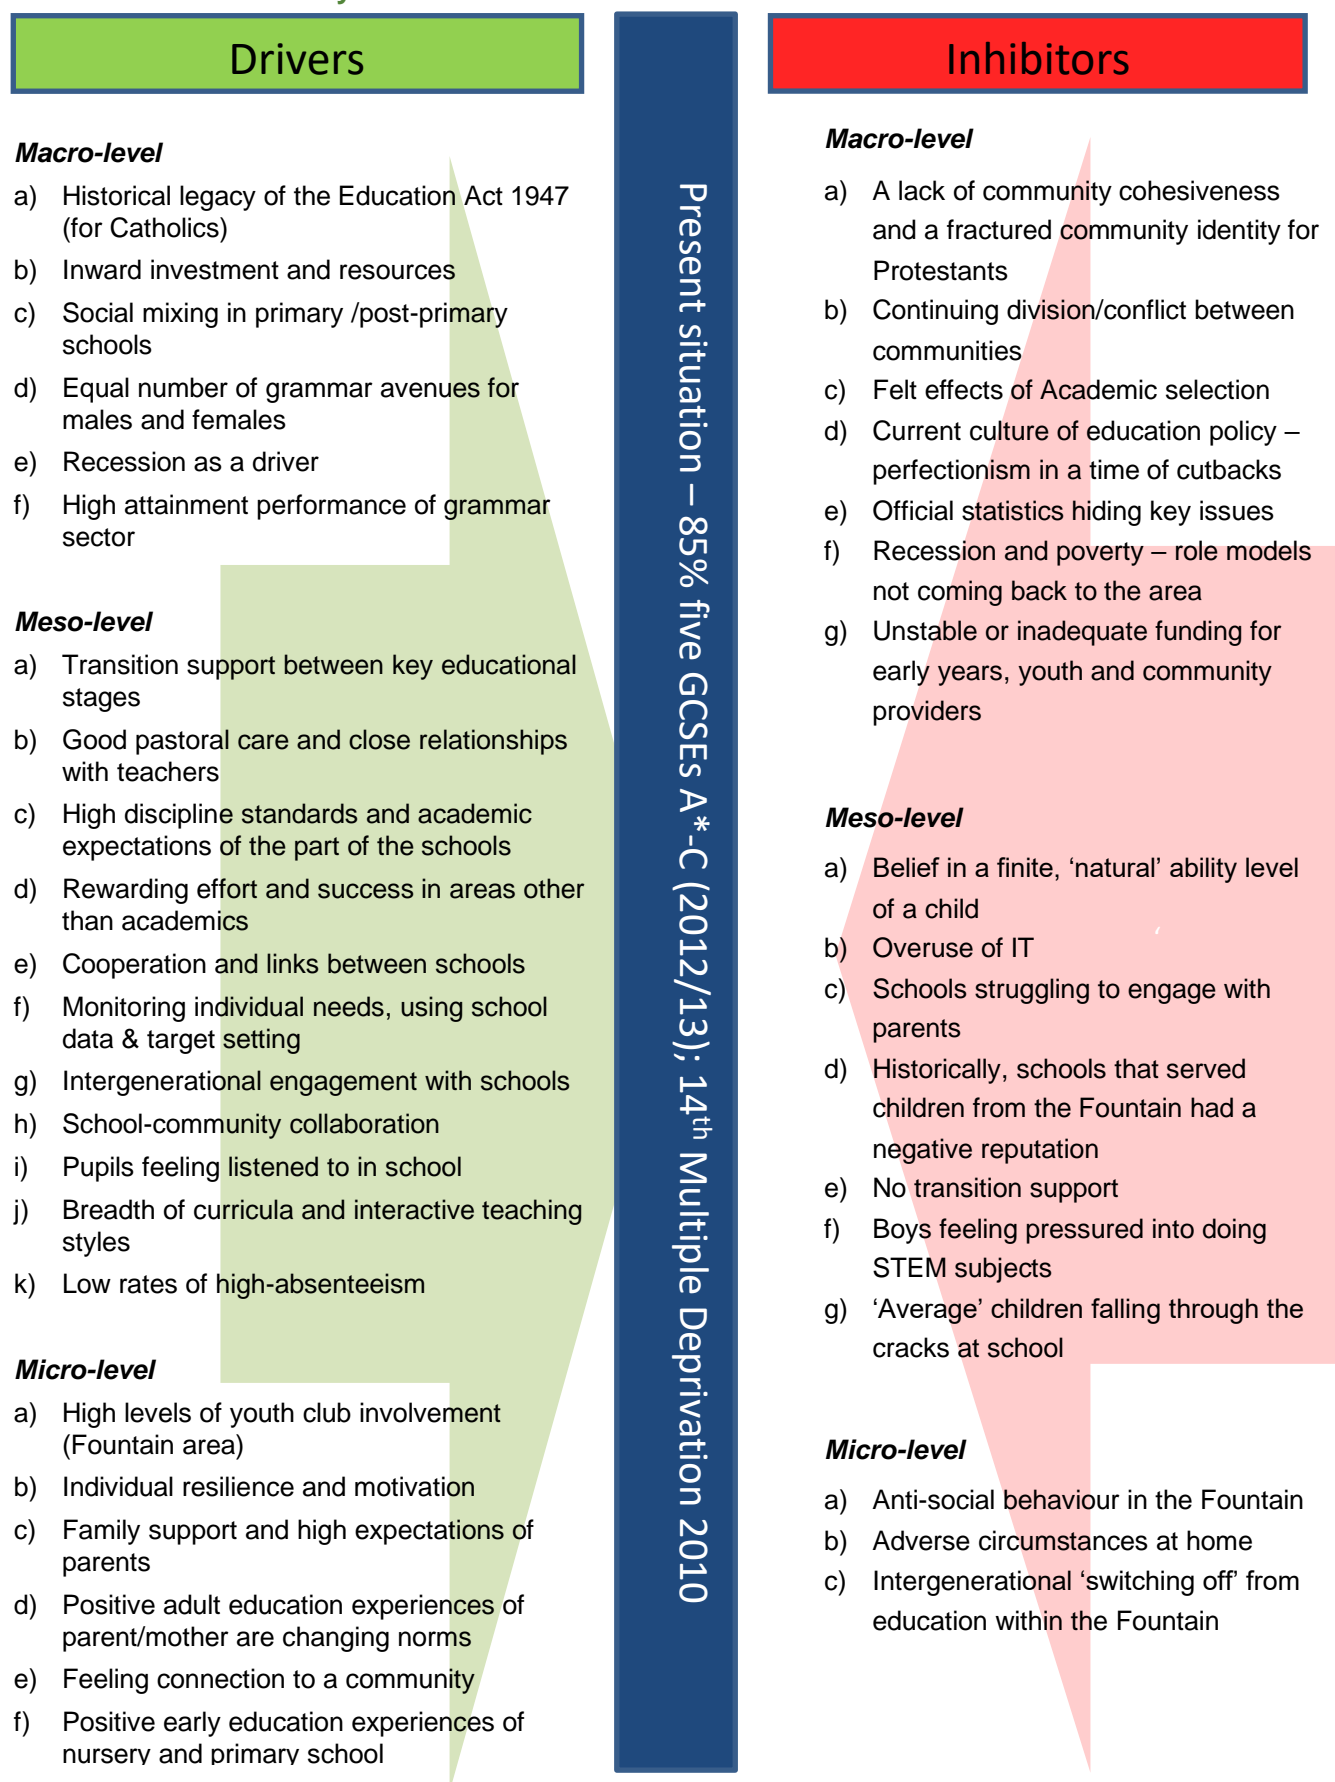 Drivers
Macro-level
a) Historical legacy of the Education Act 1947
(for Catholics)
b) Inward investment and resources
c) Social mixing in primary /post-primary
schools
d) Equal number of grammar avenues for
males and females
e) Recession as a driver
f) High attainment performance of grammar
sector
Meso-level
a) Transition support between key educational
stages
b) Good pastoral care and close relationships
with teachers
c) High discipline standards and academic
expectations of the part of the schools
d) Rewarding effort and success in areas other
than academics
e) Cooperation and links between schools
f) Monitoring individual needs, using school
data & target setting
g) Intergenerational engagement with schools
h) School-community collaboration
i) Pupils feeling listened to in school
j) Breadth of curricula and interactive teaching
styles
k) Low rates of high-absenteeism
Micro-level
a) High levels of youth club involvement
(Fountain area)
b) Individual resilience and motivation
c) Family support and high expectations of
parents
d) Positive adult education experiences of
parent/mother are changing norms
e) Feeling connection to a community
f) Positive early education experiences of
nursery and primary school
Present situation – 85% five GCSEs A*-C (2012/13); 14th Multiple Deprivation 2010
Inhibitors
Macro-level
a) A lack of community cohesiveness
and a fractured community identity for
Protestants
b) Continuing division/conflict between
communities
c) Felt effects of Academic selection
d) Current culture of education policy –
perfectionism in a time of cutbacks
e) Official statistics hiding key issues
f) Recession and poverty – role models
not coming back to the area
g) Unstable or inadequate funding for
early years, youth and community
providers
Meso-level
a) Belief in a finite, ‘natural’ ability level
of a child
b) Overuse of IT
c) Schools struggling to engage with
parents
d) Historically, schools that served
children from the Fountain had a
negative reputation
e) No transition support
f) Boys feeling pressured into doing
STEM subjects
g) ‘Average’ children falling through the
cracks at school
Micro-level
a) Anti-social behaviour in the Fountain
b) Adverse circumstances at home
c) Intergenerational ‘switching off’ from
education within the Fountain